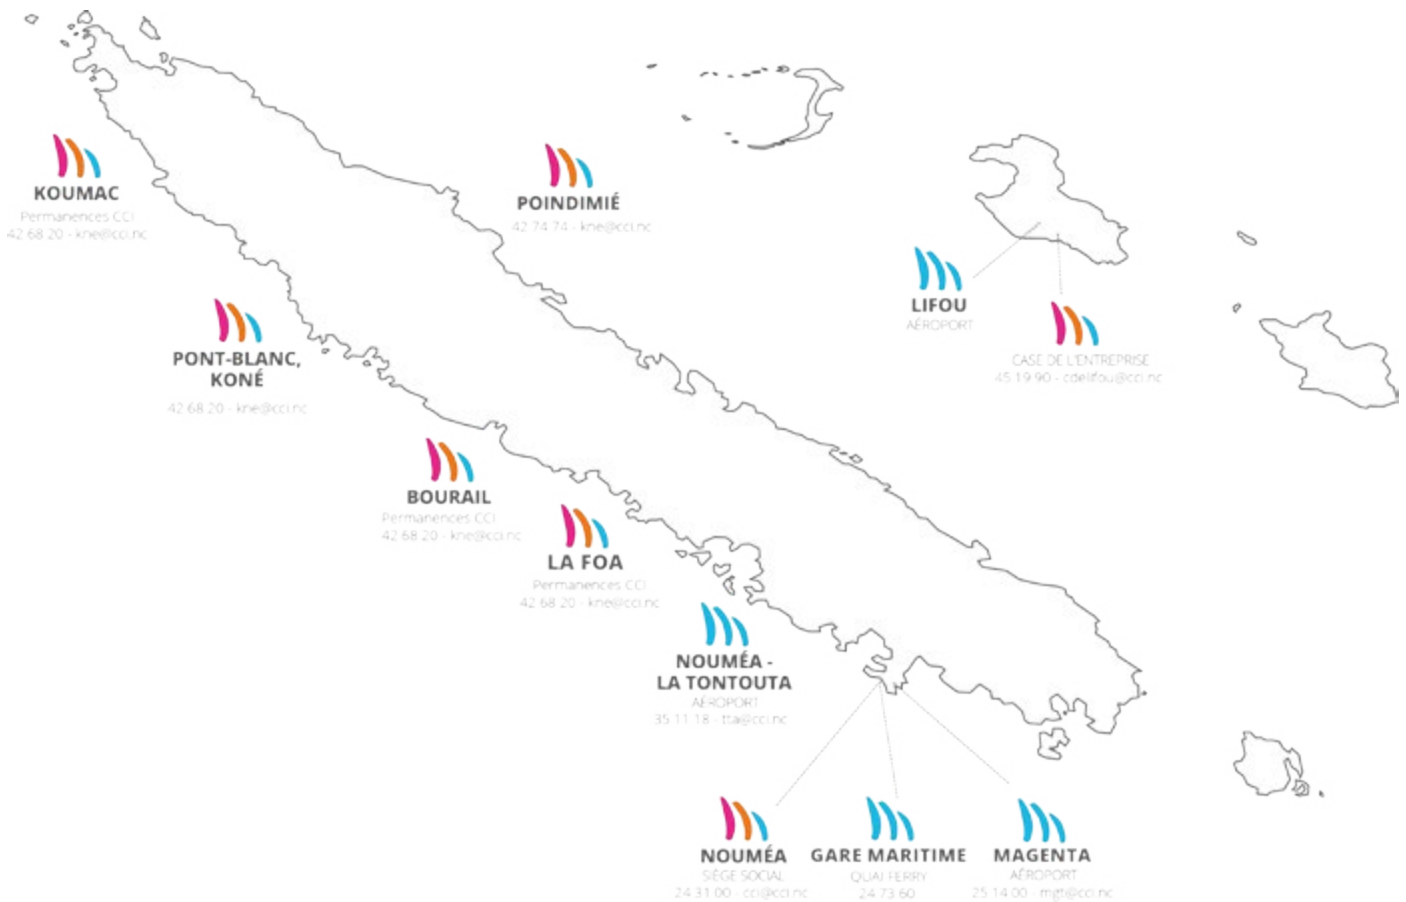 KOUMAC
Permanences CCI
42 68 20 - kne@cci.nc
POINDIMIÉ
42 74 74 - kne@cci.nc
LIFOU
AÉROPORT
CASE DE L'ENTREPRISE
45 19 90 - cdelifou@cci.nc
PONT-BLANC,
KONÉ
42 68 20 - kne@cci.nc
BOURAIL
Permanences CCI
42 68 20 - kne@cci.nc
LA FOA
Permanences CCI
42 68 20 - kne@cci.nc
NOUMÉA -
LA TONTOUTA
AÉROPORT
35 11 18 - tta@cci.nc
NOUMÉA
SIÈGE SOCIAL
24 31 00 - cci@cci.nc
GARE MARITIME
QUAI FERRY
24 73 60
MAGENTA
AÉROPORT
25 14 00 - mgt@cci.nc